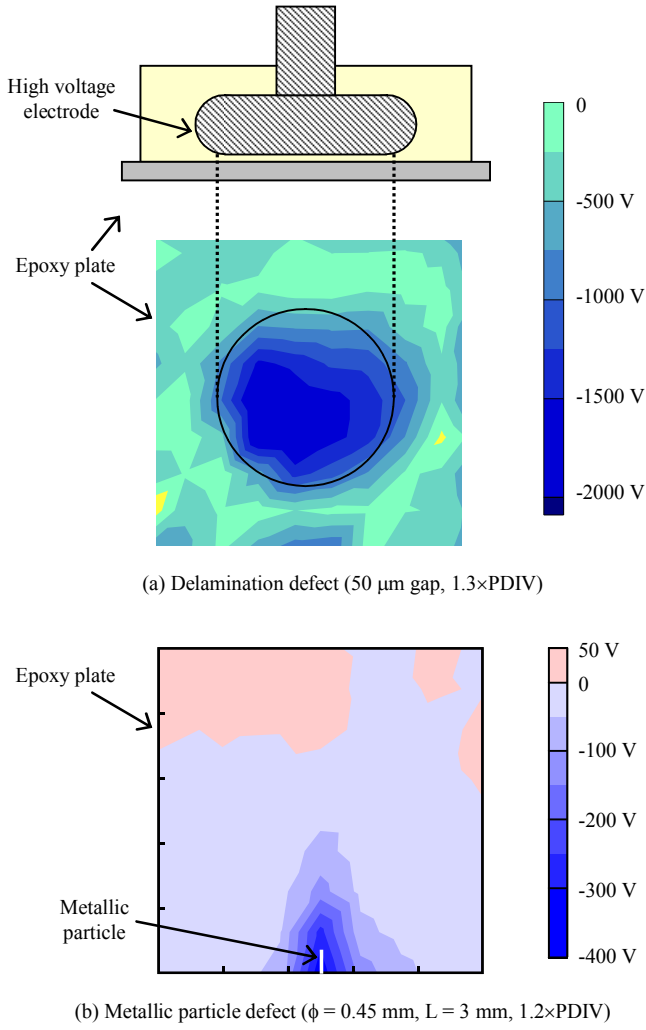 High voltage
electrode
Epoxy plate
0
-500 V
-1000 V
-1500 V
-2000 V
(a) Delamination defect (50 μm gap, 1.3×PDIV)
Epoxy plate
Metallic
particle
50 V
0
-100 V
-200 V
-300 V
-400 V
(b) Metallic particle defect (ϕ = 0.45 mm, L = 3 mm, 1.2×PDIV)